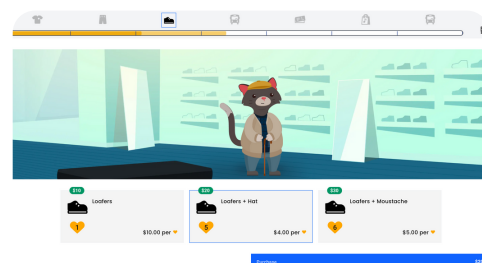 $10
Loafers
1
$10.00 per
$20
Loafers + Hat
5
$4.00 per
$30
Loafers + Moustache
6
$5.00 per